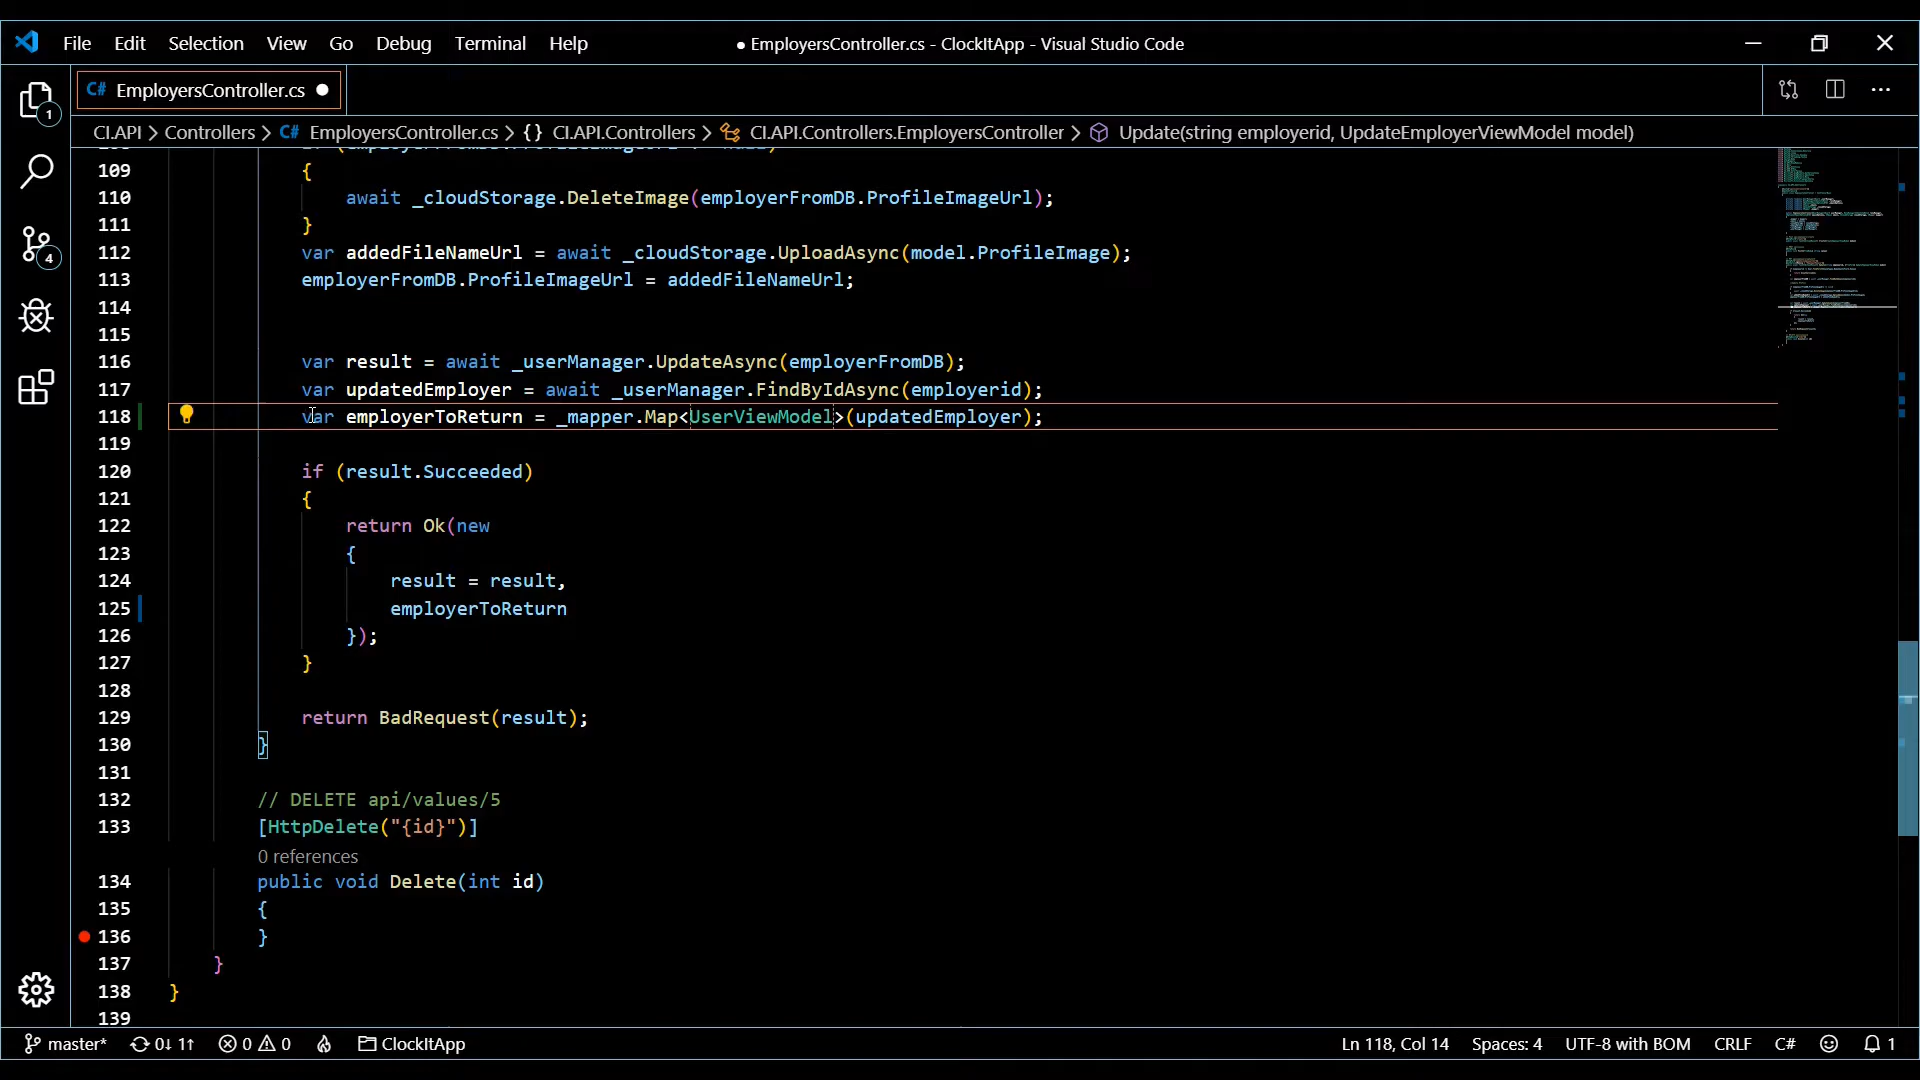 File Edit Selection View Go Debug Terminal Help ● EmployersController.cs - ClockItApp - Visual Studio Code
C# EmployersController.cs ●
CI.API > Controllers > C# EmployersController.cs > {} CI.API.Controllers > CI.API.Controllers.EmployersController > Update(string employerid, UpdateEmployerViewModel model)
109 {
110 await _cloudStorage.DeleteImage(employerFromDB.ProfileImageUrl);
111 }
112 var addedFileNameUrl = await _cloudStorage.UploadAsync(model.ProfileImage);
113 employerFromDB.ProfileImageUrl = addedFileNameUrl;
114
115
116 var result = await _userManager.UpdateAsync(employerFromDB);
117 var updatedEmployer = await _userManager.FindByIdAsync(employerid);
118 var employerToReturn = _mapper.Map<UserViewModel>(updatedEmployer);
119
120 if (result.Succeeded)
121 {
122 return Ok(new
123 {
124 result = result,
125 employerToReturn
126 });
127 }
128
129 return BadRequest(result);
130 }
131
132 // DELETE api/values/5
133 [HttpDelete("{id}")]
0 references
134 public void Delete(int id)
135 {
136 }
137 }
138 }
139
1
4
master* 0↓ 1↑ 0 0 ClockItApp Ln 118, Col 14 Spaces: 4 UTF-8 with BOM CRLF C# 1